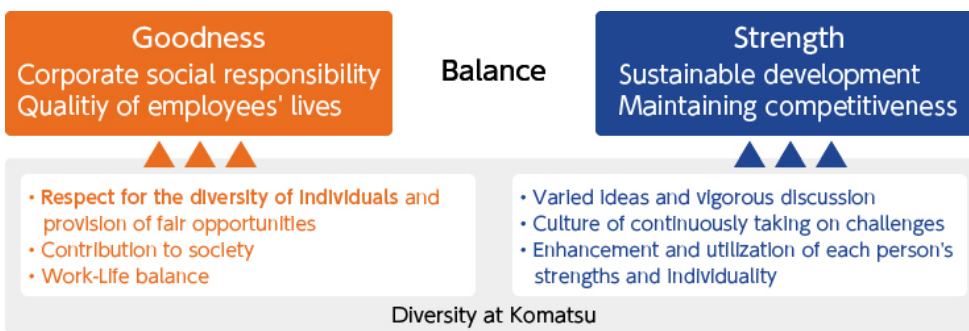 Goodness
Corporate social responsibility
Qualitiy of employees' lives
Balance
Strength
Sustainable development
Maintaining competitiveness
・Respect for the diversity of individuals and
provision of fair opportunities
・Contribution to society
・Work-Life balance
・Varied ideas and vigorous discussion
・Culture of continuously taking on challenges
・Enhancement and utilization of each person's
strengths and individuality
Diversity at Komatsu